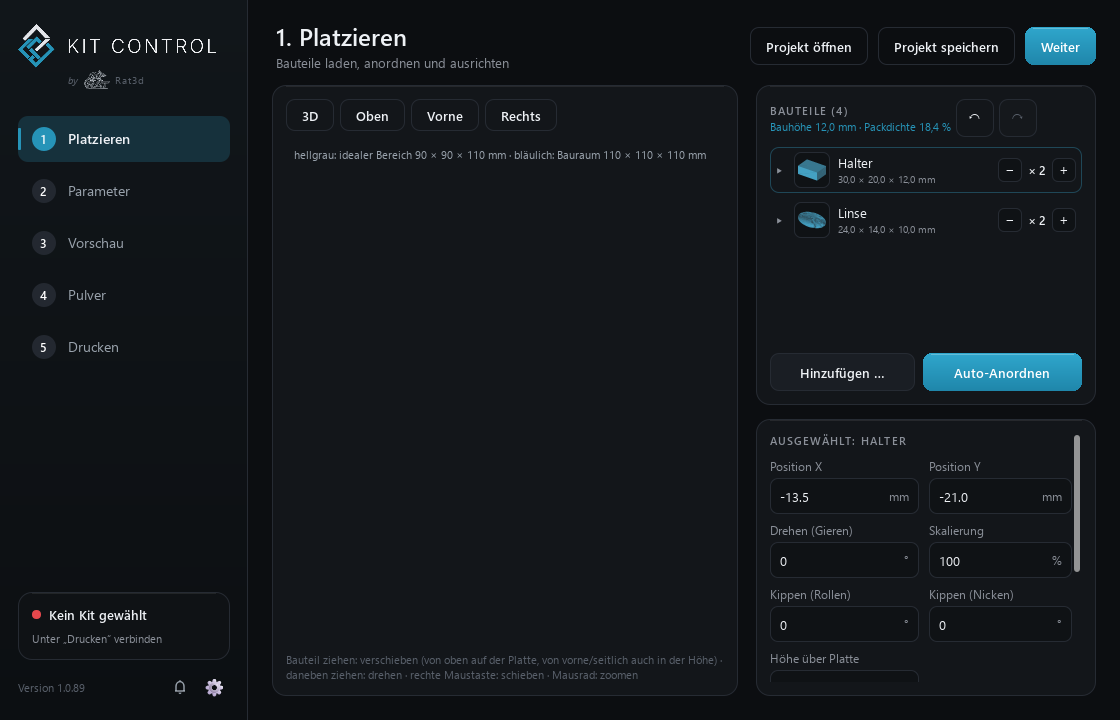 KIT CONTROL
by Rat3d
1 Platzieren
2 Parameter
3 Vorschau
4 Pulver
5 Drucken
Kein Kit gewählt
Unter „Drucken“ verbinden
Version 1.0.89
1. Platzieren
Bauteile laden, anordnen und ausrichten
Projekt öffnen
Projekt speichern
Weiter
3D
Oben
Vorne
Rechts
hellgrau: idealer Bereich 90 × 90 × 110 mm · bläulich: Bauraum 110 × 110 × 110 mm
Bauteil ziehen: verschieben (von oben auf der Platte, von vorne/seitlich auch in der Höhe) ·
daneben ziehen: drehen · rechte Maustaste: schieben · Mausrad: zoomen
BAUTEILE (4)
Bauhöhe 12,0 mm · Packdichte 18,4 %
Halter
30,0 × 20,0 × 12,0 mm
− × 2 +
Linse
24,0 × 14,0 × 10,0 mm
− × 2 +
Hinzufügen ...
Auto-Anordnen
AUSGEWÄHLT: HALTER
Position X
Position Y
-13.5 mm
-21.0 mm
Drehen (Gieren)
Skalierung
0 °
100 %
Kippen (Rollen)
Kippen (Nicken)
0 °
0 °
Höhe über Platte